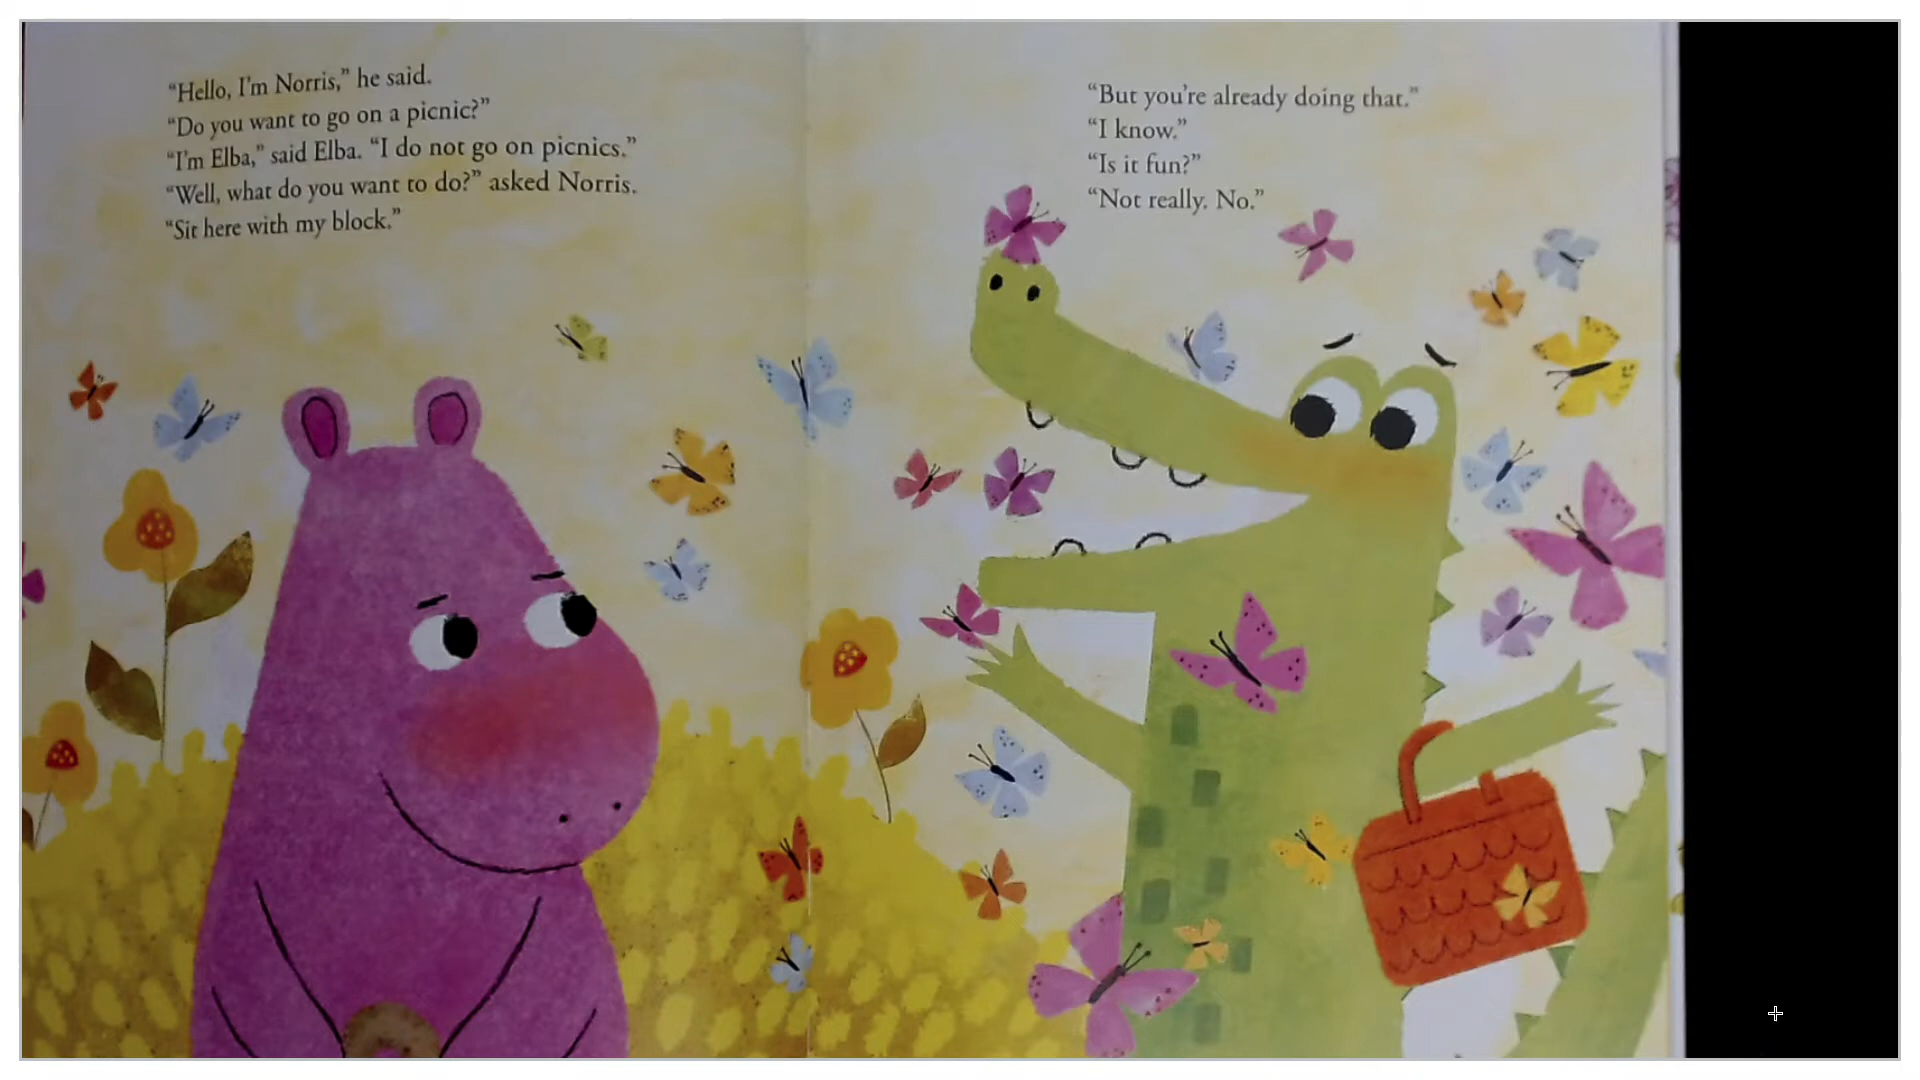 “Hello, I’m Norris,” he said.
“Do you want to go on a picnic?”
“I’m Elba,” said Elba. “I do not go on picnics.”
“Well, what do you want to do?” asked Norris.
“Sit here with my block.”
“But you’re already doing that.”
“I know.”
“Is it fun?”
“Not really. No.”